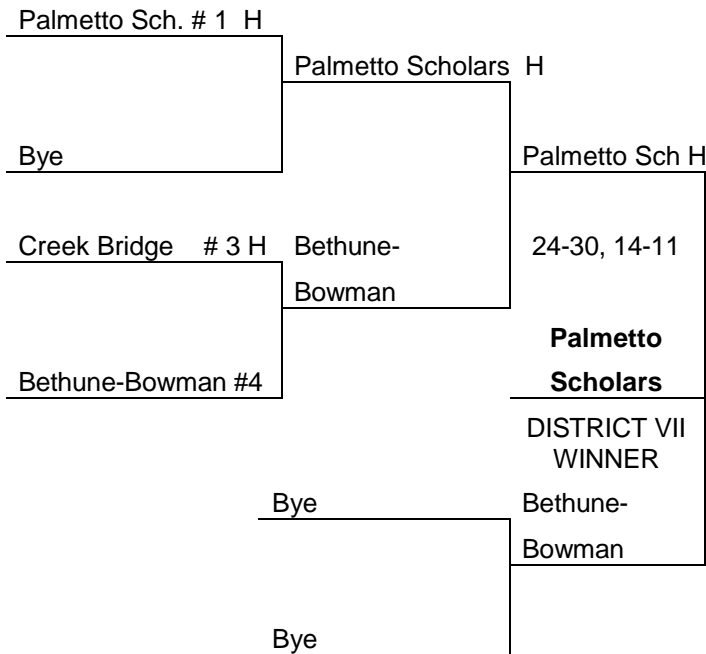 Palmetto Sch. # 1 H
Palmetto Scholars H
Bye
Palmetto Sch H
Creek Bridge # 3 H
Bethune-
Bowman
24-30, 14-11
Palmetto
Scholars
Bethune-Bowman #4
DISTRICT VII
WINNER
Bye
Bethune-
Bowman
Bye